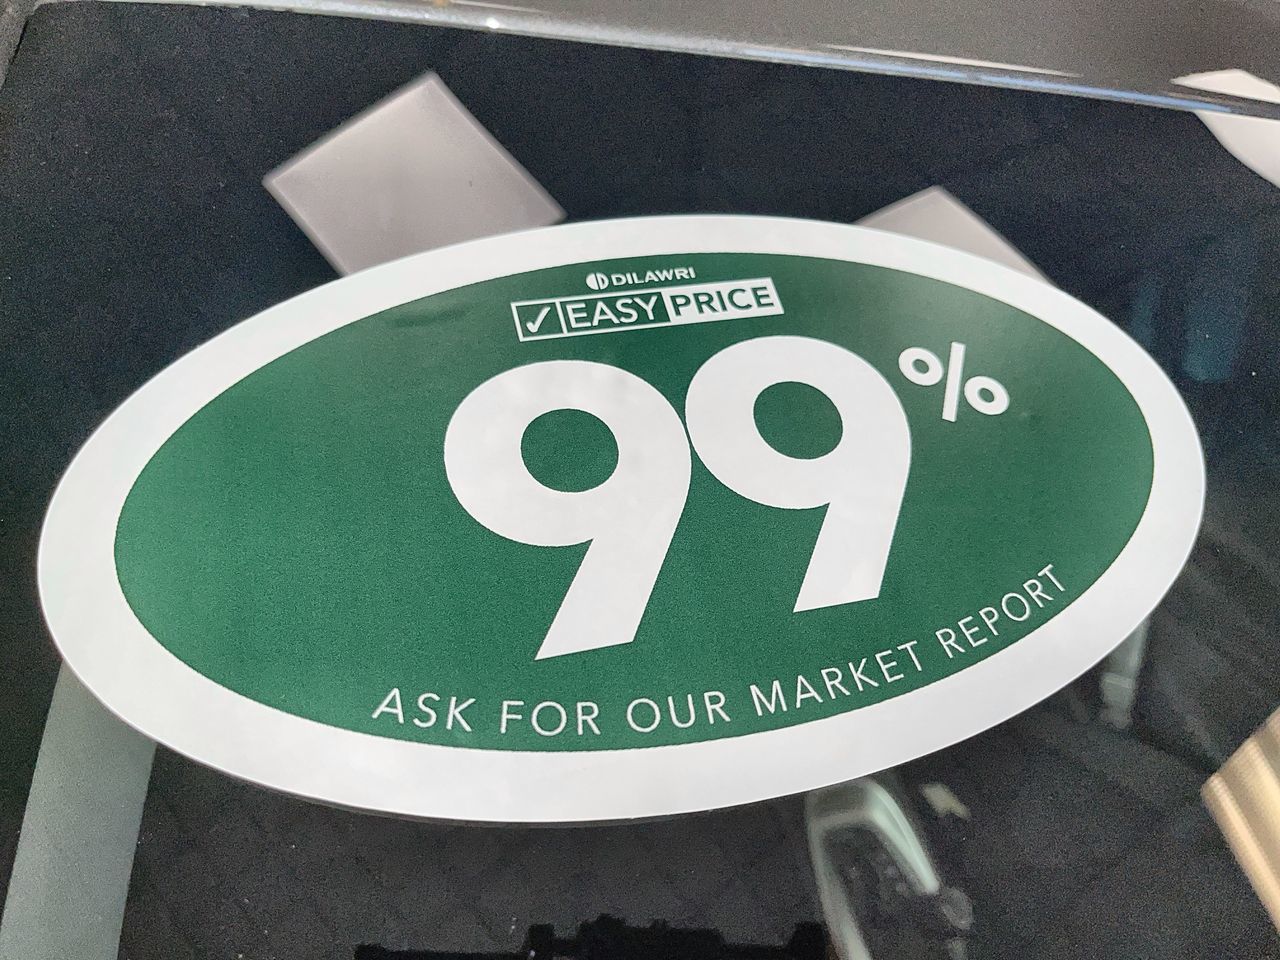 DILAWRI
✓ EASY PRICE
99%
ASK FOR OUR MARKET REPORT